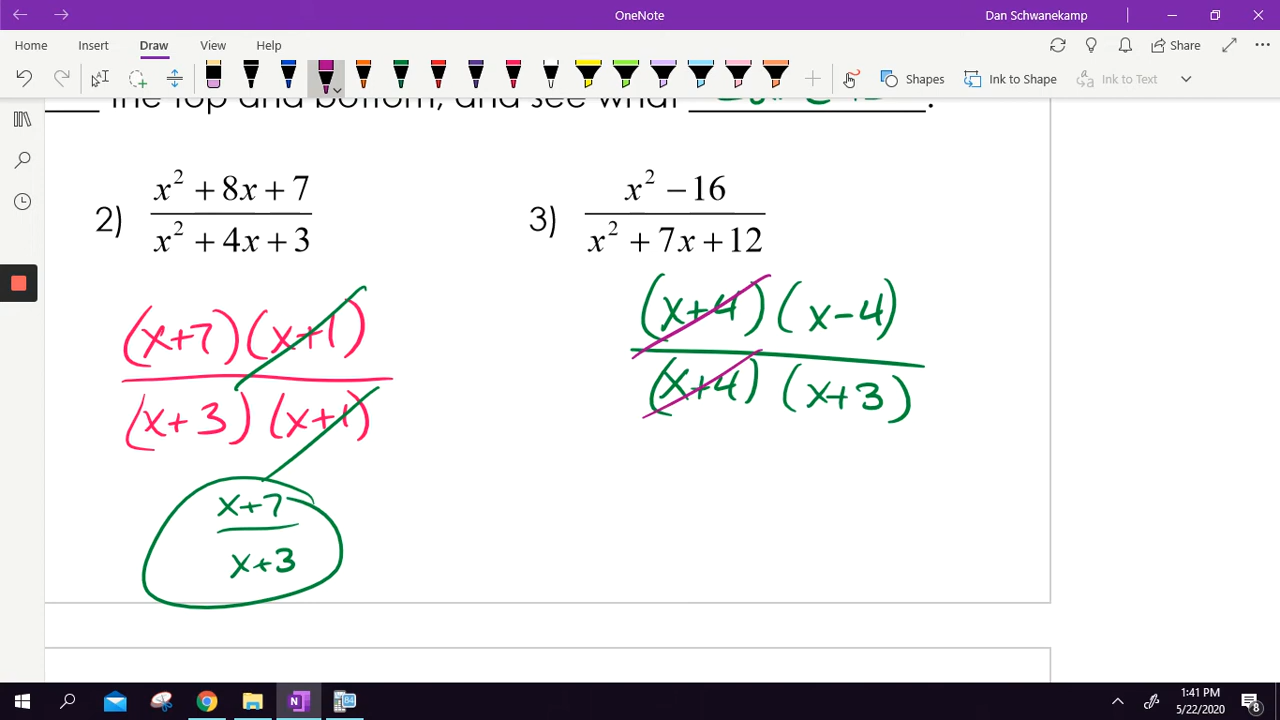 OneNote
Dan Schwanekamp
Home Insert Draw View Help
Share
Shapes
Ink to Shape
Ink to Text
the top and bottom, and see what
2) x² + 8x + 7
x² + 4x + 3
(x+7)(x+1)
(x+3)(x+1)
x+7
x+3
3) x² − 16
x² + 7x + 12
(x+4)(x-4)
(x+4)(x+3)
1:41 PM
5/22/2020
8